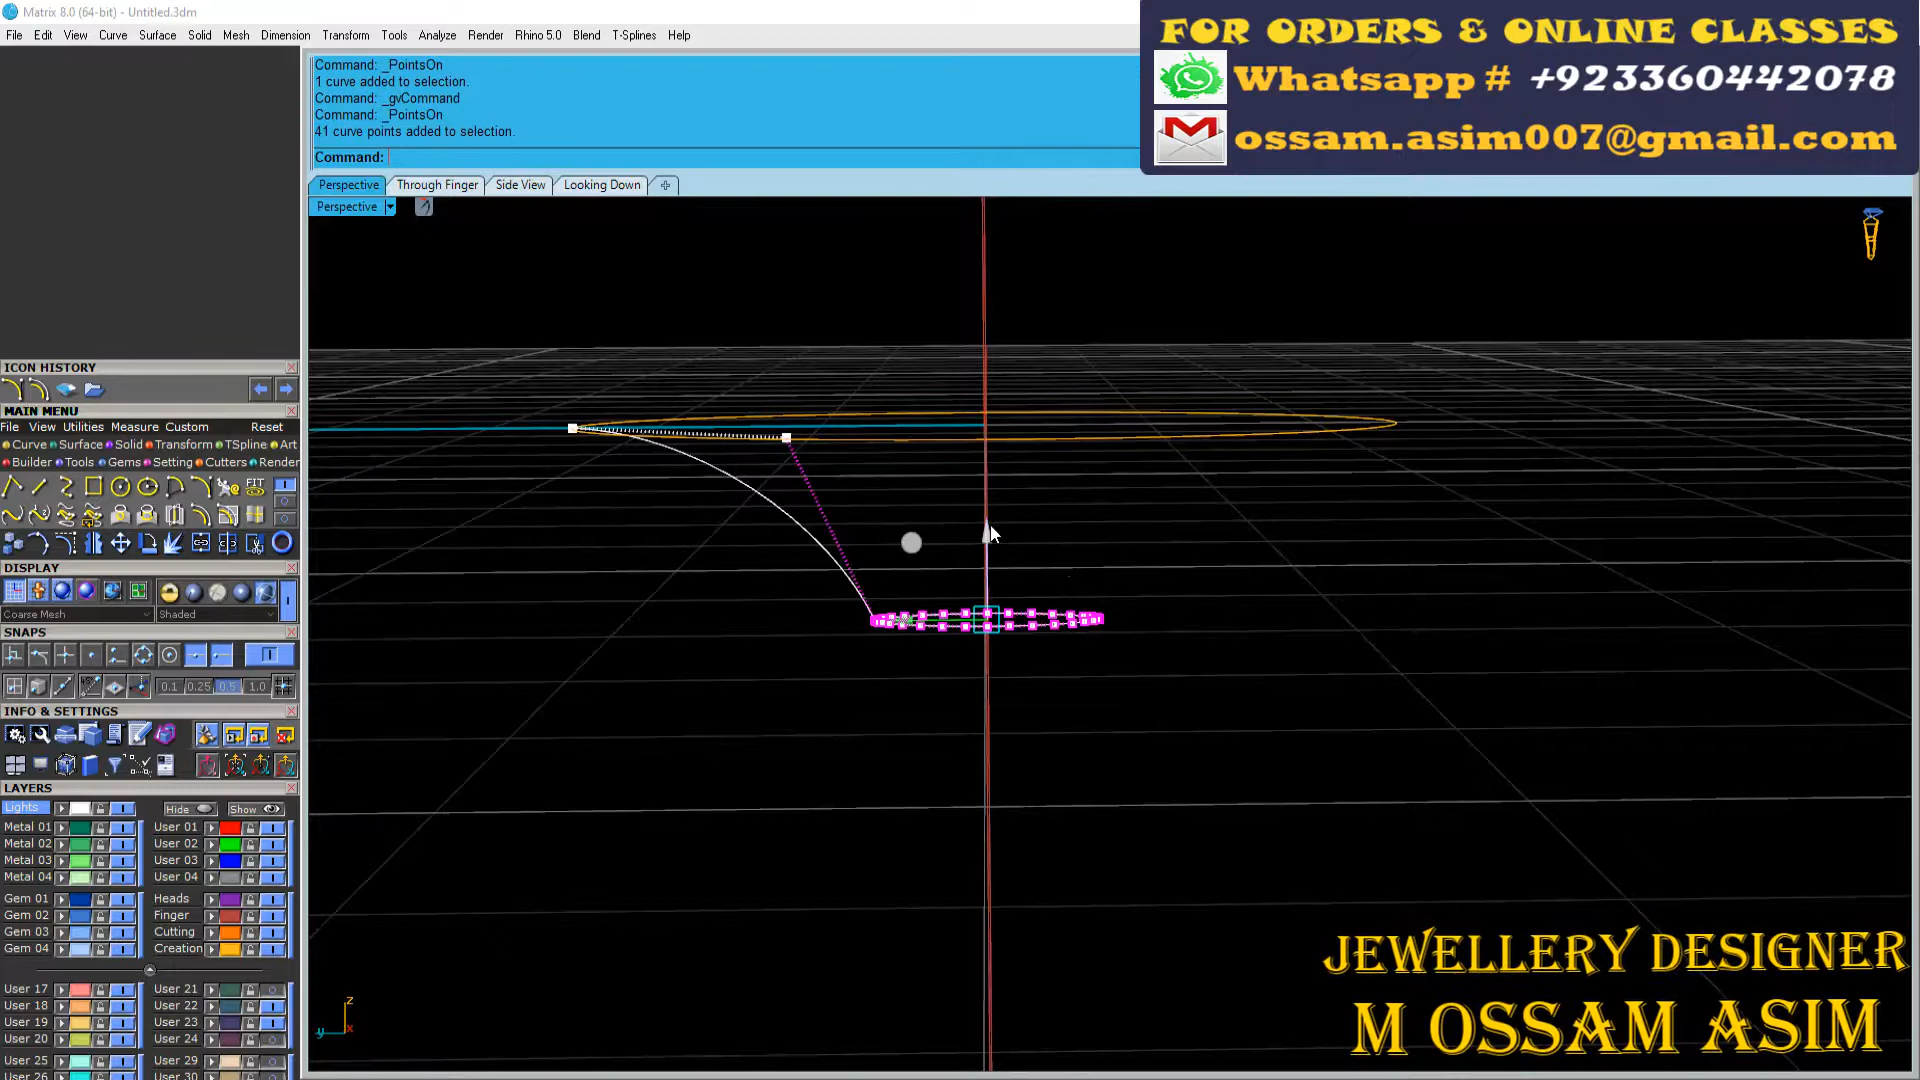 Matrix 8.0 (64-bit) - Untitled.3dm
File Edit View Curve Surface Solid Mesh Dimension Transform Tools Analyze Render Rhino 5.0 Blend T-Splines Help
FOR ORDERS & ONLINE CLASSES
Whatsapp # +923360442078
ossam.asim007@gmail.com
Command: _PointsOn
1 curve added to selection.
Command: _gvCommand
Command: _PointsOn
41 curve points added to selection.
Command:
Perspective Through Finger Side View Looking Down
Perspective
ICON HISTORY
MAIN MENU
File View Utilities Measure Custom Reset
Curve Surface Solid Transform TSpline Art
Builder Tools Gems Setting Cutters Render
FIT
DISPLAY
Coarse Mesh Shaded
SNAPS
0.1 0.25 0.5 1.0
INFO & SETTINGS
LAYERS
Lights Hide Show
Metal 01 User 01
Metal 02 User 02
Metal 03 User 03
Metal 04 User 04
Gem 01 Heads
Gem 02 Finger
Gem 03 Cutting
Gem 04 Creation
User 17 User 21
User 18 User 22
User 19 User 23
User 20 User 24
User 25 User 29
User 26 User 30
z
y x
JEWELLERY DESIGNER
M OSSAM ASIM